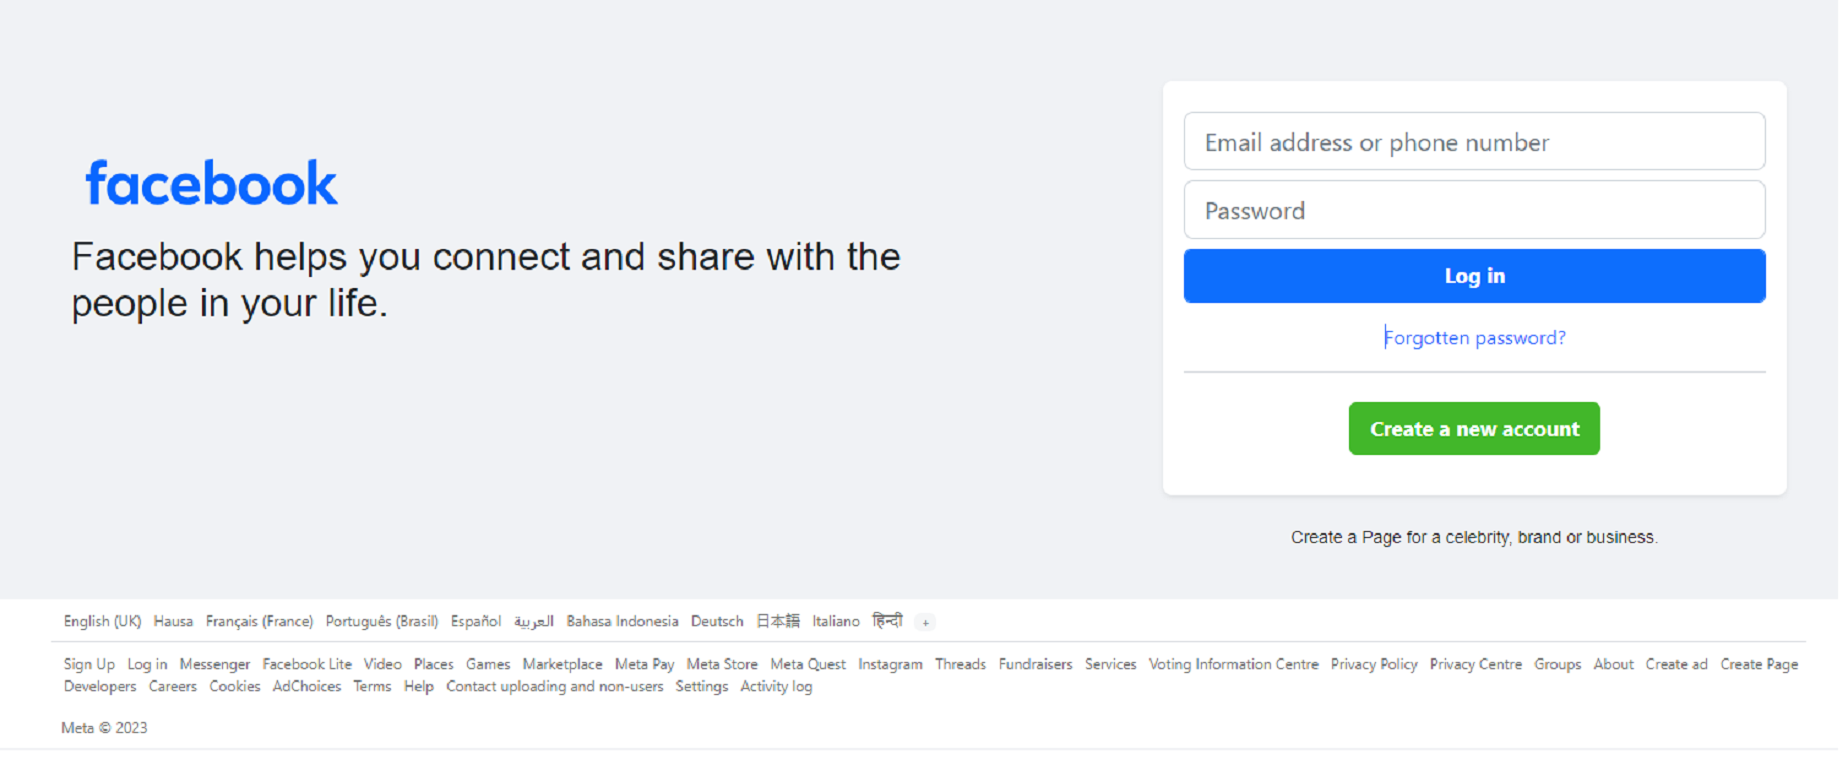 facebook
Facebook helps you connect and share with the
people in your life.
Email address or phone number
Password
Log in
Forgotten password?
Create a new account
Create a Page for a celebrity, brand or business.
English (UK) Hausa Français (France) Português (Brasil) Español العربية Bahasa Indonesia Deutsch 日本語 Italiano हिन्दी +
Sign Up Log in Messenger Facebook Lite Video Places Games Marketplace Meta Pay Meta Store Meta Quest Instagram Threads Fundraisers Services Voting Information Centre Privacy Policy Privacy Centre Groups About Create ad Create Page
Developers Careers Cookies AdChoices Terms Help Contact uploading and non-users Settings Activity log
Meta © 2023